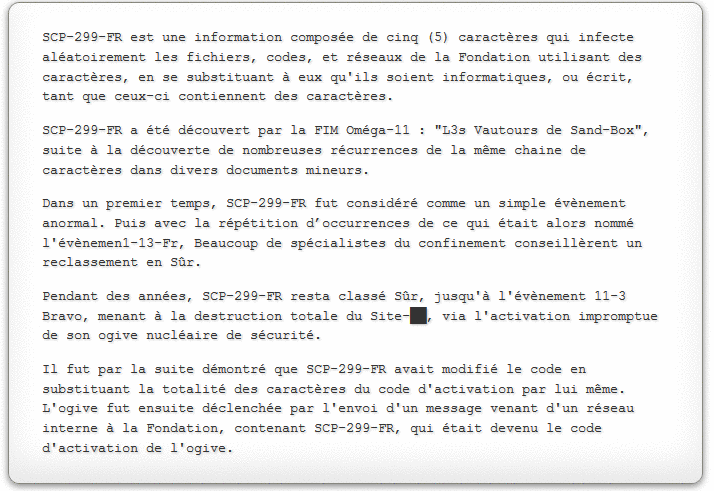 SCP-299-FR est une information composée de cinq (5) caractères qui infecte
aléatoirement les fichiers, codes, et réseaux de la Fondation utilisant des
caractères, en se substituant à eux qu'ils soient informatiques, ou écrit,
tant que ceux-ci contiennent des caractères.
SCP-299-FR a été découvert par la FIM Oméga-11 : "L3s Vautours de Sand-Box",
suite à la découverte de nombreuses récurrences de la même chaine de
caractères dans divers documents mineurs.
Dans un premier temps, SCP-299-FR fut considéré comme un simple évènement
anormal. Puis avec la répétition d’occurrences de ce qui était alors nommé
l'évènemen1-13-Fr, Beaucoup de spécialistes du confinement conseillèrent un
reclassement en Sûr.
Pendant des années, SCP-299-FR resta classé Sûr, jusqu'à l'évènement 11-3
Bravo, menant à la destruction totale du Site-██, via l'activation impromptue
de son ogive nucléaire de sécurité.
Il fut par la suite démontré que SCP-299-FR avait modifié le code en
substituant la totalité des caractères du code d'activation par lui même.
L'ogive fut ensuite déclenchée par l'envoi d'un message venant d'un réseau
interne à la Fondation, contenant SCP-299-FR, qui était devenu le code
d'activation de l'ogive.